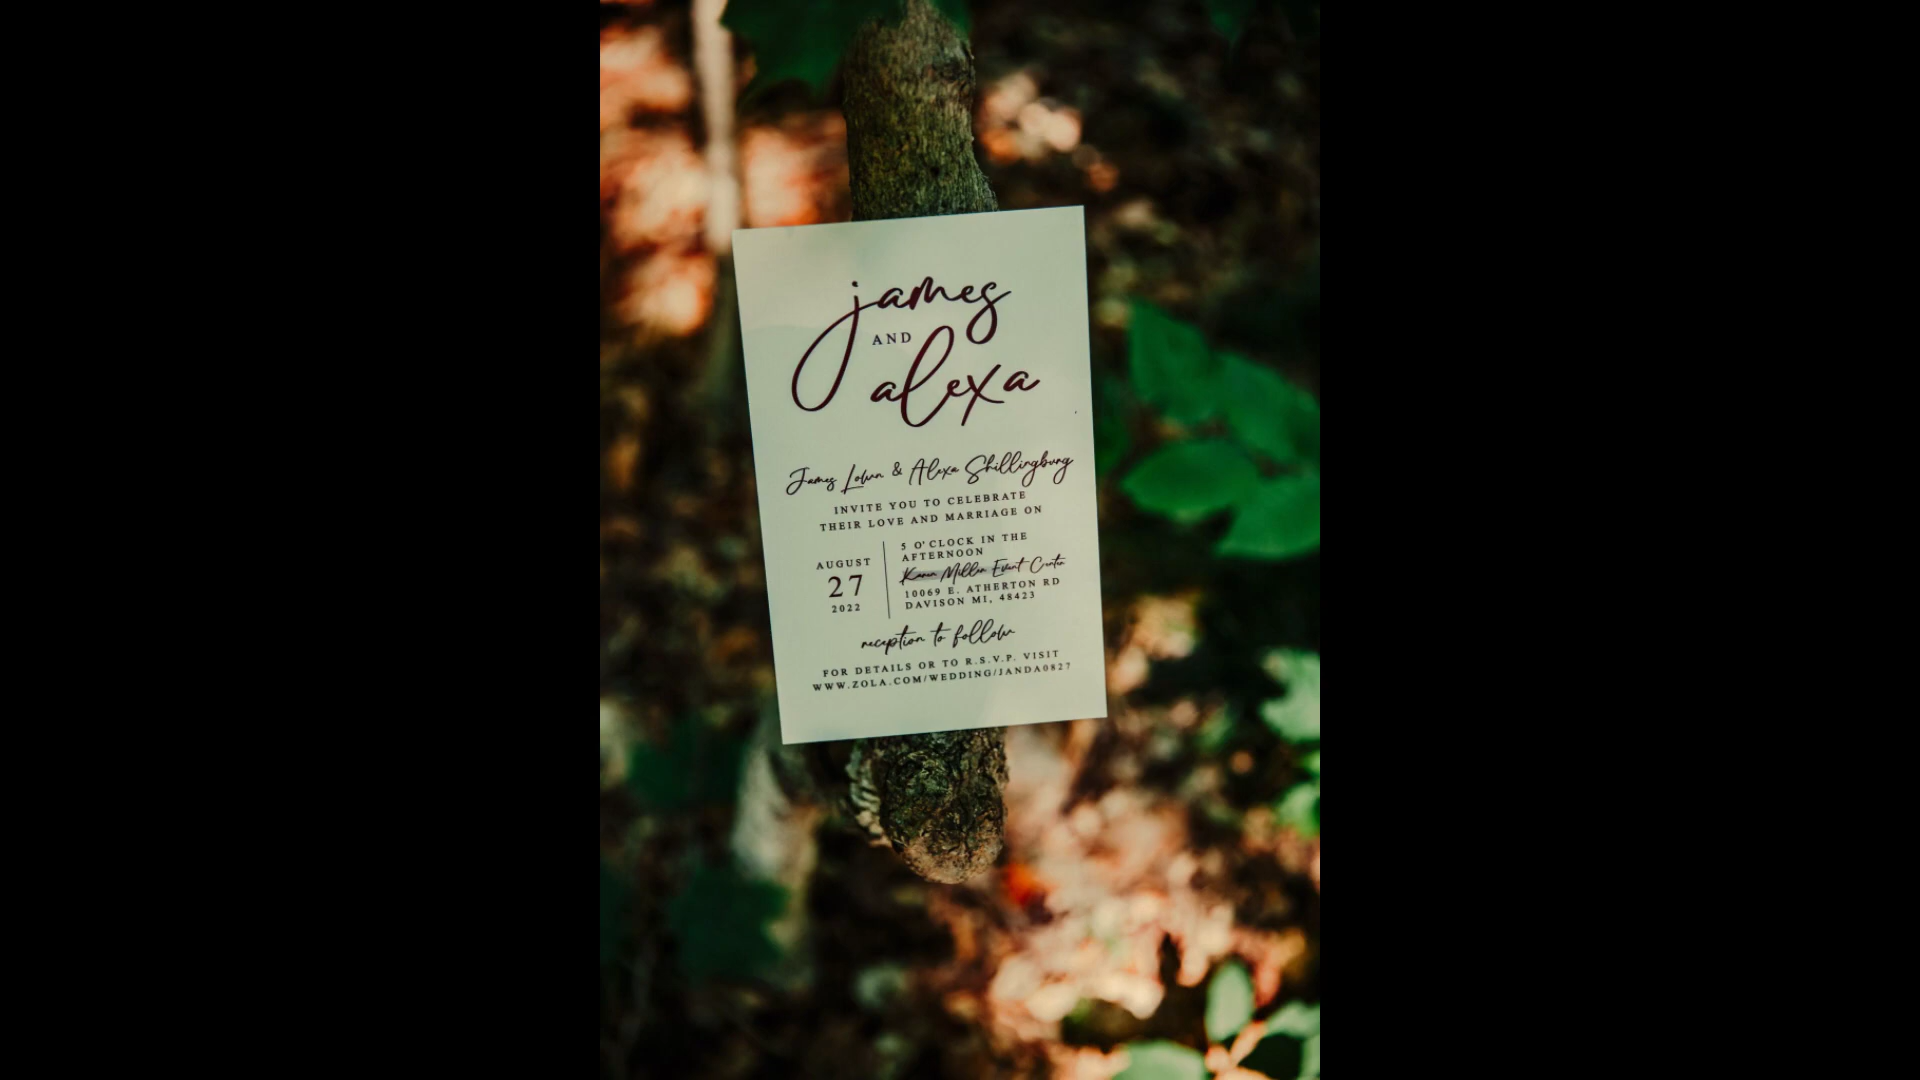 james
AND
alexa
James & Alexa Shillingburg
INVITE YOU TO CELEBRATE
THEIR LOVE AND MARRIAGE ON
AUGUST
27
2022
5 O'CLOCK IN THE
AFTERNOON
Karen Millen Event Center
10069 E. ATHERTON RD
DAVISON MI, 48423
reception to follow
FOR DETAILS OR TO R.S.V.P. VISIT
WWW.ZOLA.COM/WEDDING/JANDA0827